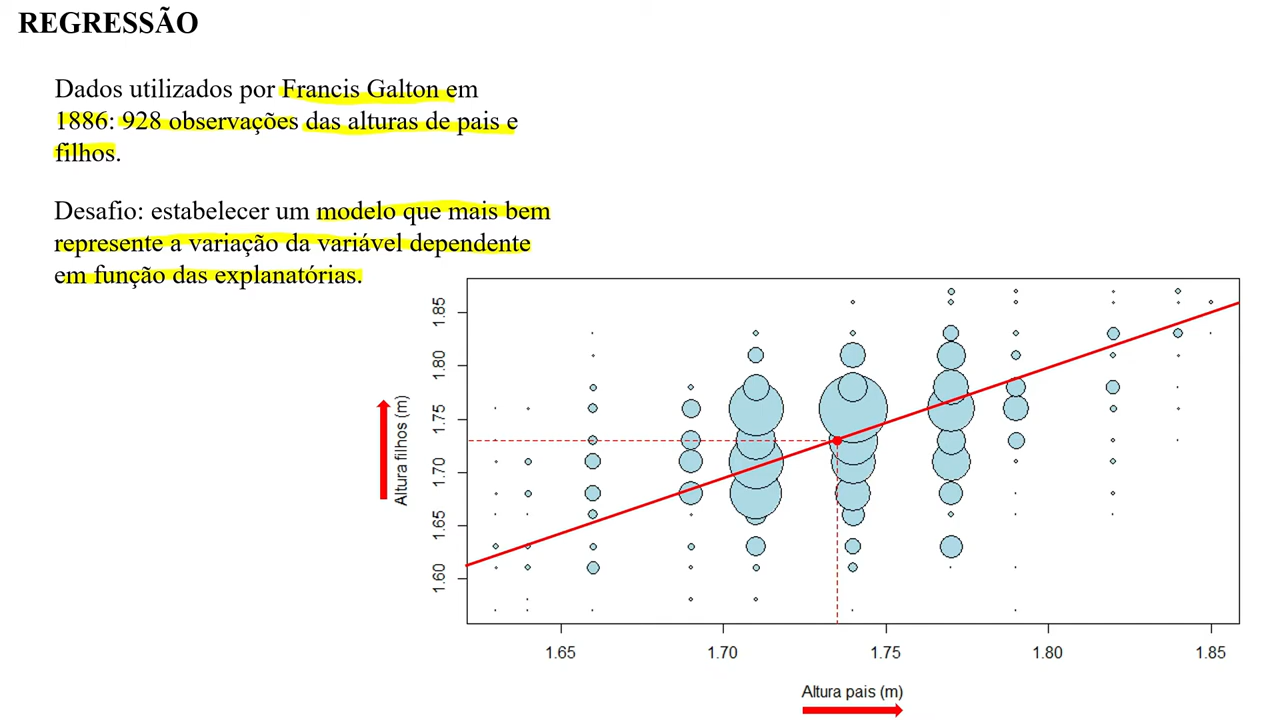 REGRESSÃO
Dados utilizados por Francis Galton em
1886: 928 observações das alturas de pais e
filhos.
Desafio: estabelecer um modelo que mais bem
represente a variação da variável dependente
em função das explanatórias.
Altura filhos (m)
1.85
1.80
1.75
1.70
1.65
1.60
1.65
1.70
1.75
1.80
1.85
Altura pais (m)